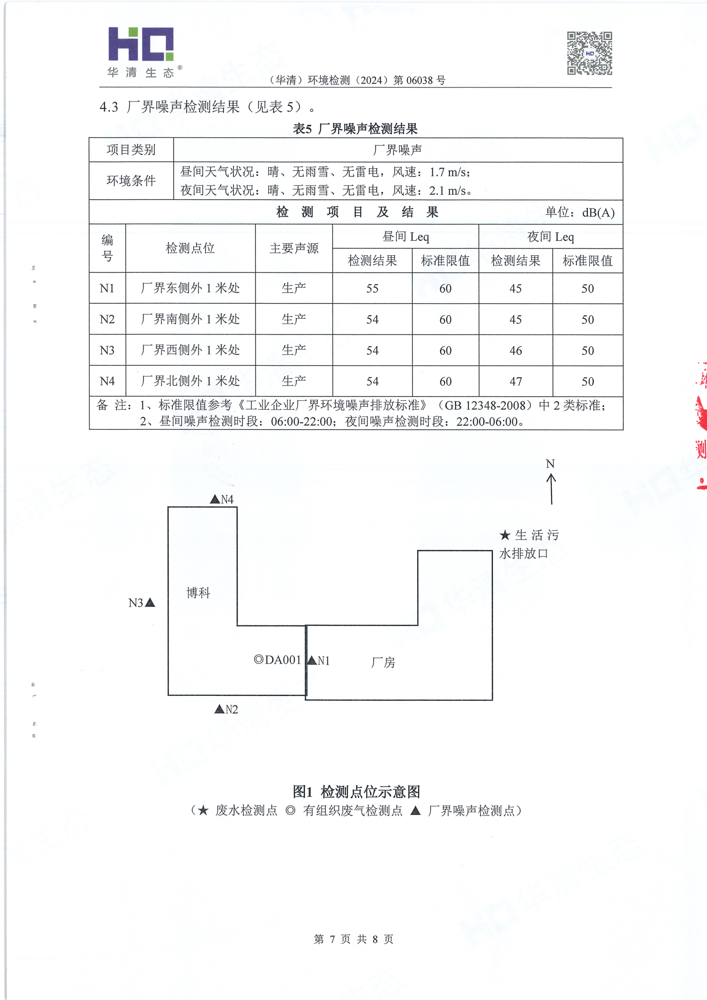 HQ
华清生态®
（华清）环境检测（2024）第 06038 号
4.3 厂界噪声检测结果（见表 5）。
表5 厂界噪声检测结果
项目类别 厂界噪声
环境条件 昼间天气状况：晴、无雨雪、无雷电，风速：1.7 m/s；
夜间天气状况：晴、无雨雪、无雷电，风速：2.1 m/s。
检 测 项 目 及 结 果 单位：dB(A)
编号 检测点位 主要声源 昼间 Leq 夜间 Leq
检测结果 标准限值 检测结果 标准限值
N1 厂界东侧外 1 米处 生产 55 60 45 50
N2 厂界南侧外 1 米处 生产 54 60 45 50
N3 厂界西侧外 1 米处 生产 54 60 46 50
N4 厂界北侧外 1 米处 生产 54 60 47 50
备 注：1、标准限值参考《工业企业厂界环境噪声排放标准》（GB 12348-2008）中 2 类标准；
2、昼间噪声检测时段：06:00-22:00；夜间噪声检测时段：22:00-06:00。
N
▲N4
★ 生 活 污
水排放口
博科
N3▲
◎DA001 ▲N1 厂房
▲N2
图1 检测点位示意图
（★ 废水检测点 ◎ 有组织废气检测点 ▲ 厂界噪声检测点）
第 7 页 共 8 页
测